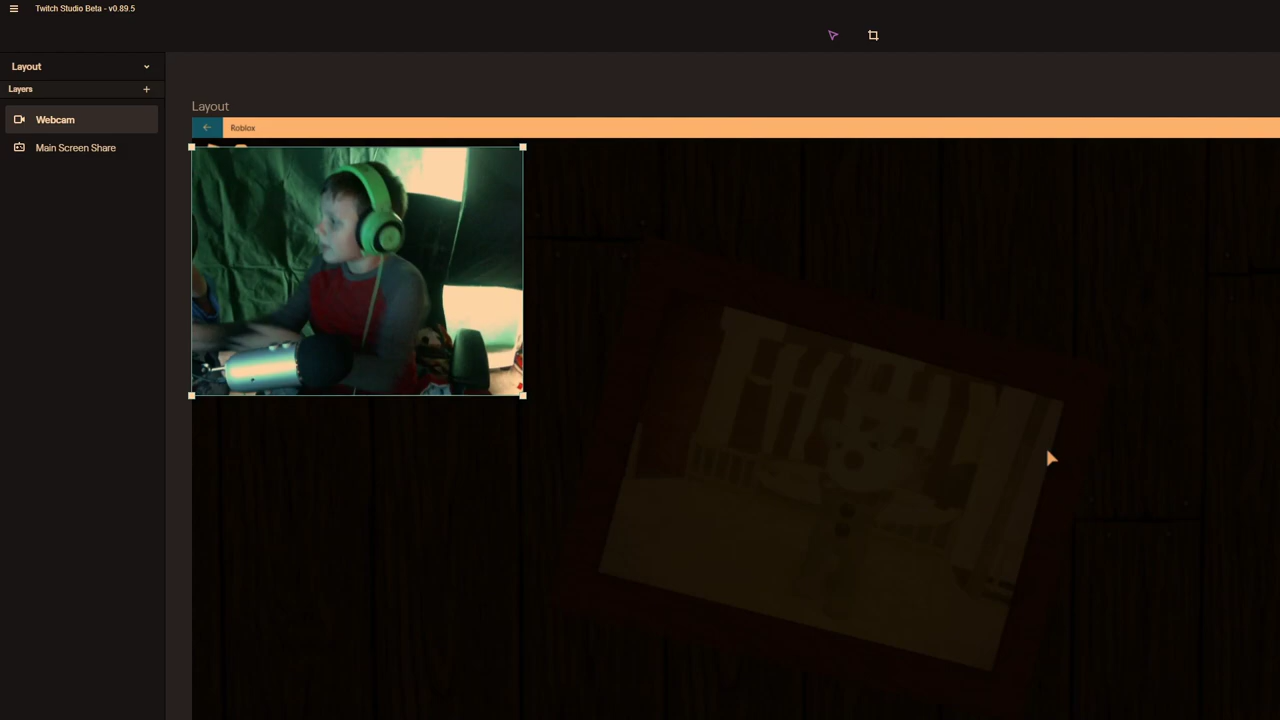 Twitch Studio Beta - v0.89.5
Layout
Layers
Webcam
Main Screen Share
Layout
Roblox